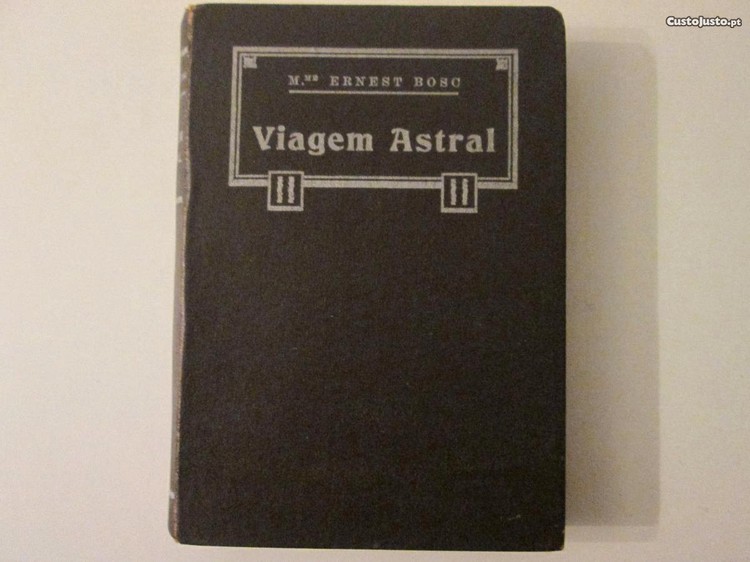 CustoJusto.pt
M.ME ERNEST BOSC
Viagem Astral